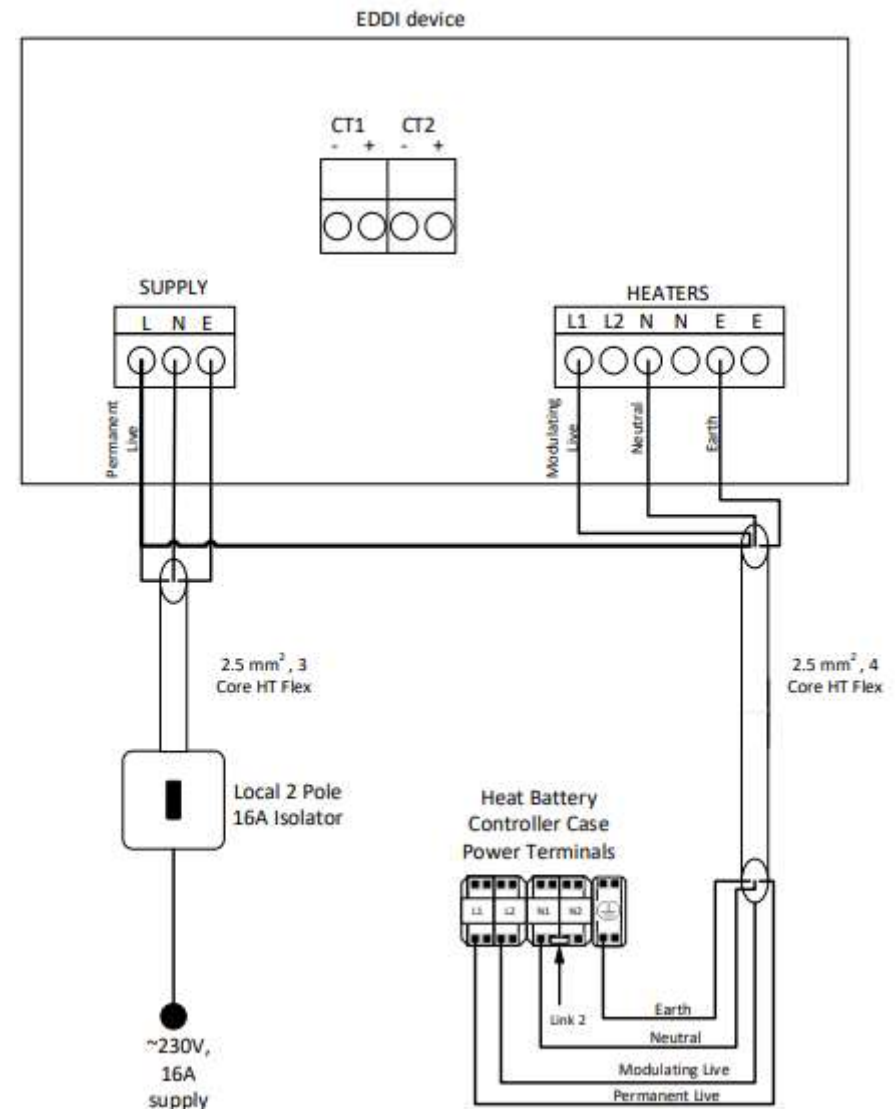 EDDI device
CT1 CT2
- + - +
SUPPLY
L N E
HEATERS
L1 L2 N N E E
Permanent
Live
Modulating
Live
Neutral
Earth
2.5 mm², 3
Core HT Flex
2.5 mm², 4
Core HT Flex
Local 2 Pole
16A Isolator
Heat Battery
Controller Case
Power Terminals
L1 L2 N1 N2
Link 2
Earth
Neutral
Modulating Live
Permanent Live
~230V,
16A
supply